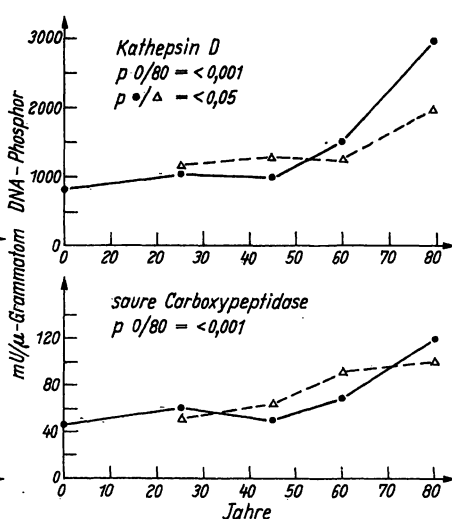 mU/µ-Grammatom DNA-Phosphor
3000
2000
1000
0
Kathepsin D
p 0/80 = <0,001
p •/△ = <0,05
0 10 20 30 40 50 60 70 80
120
80
40
0
saure Carboxypeptidase
p 0/80 = <0,001
0 10 20 30 40 50 60 70 80
Jahre